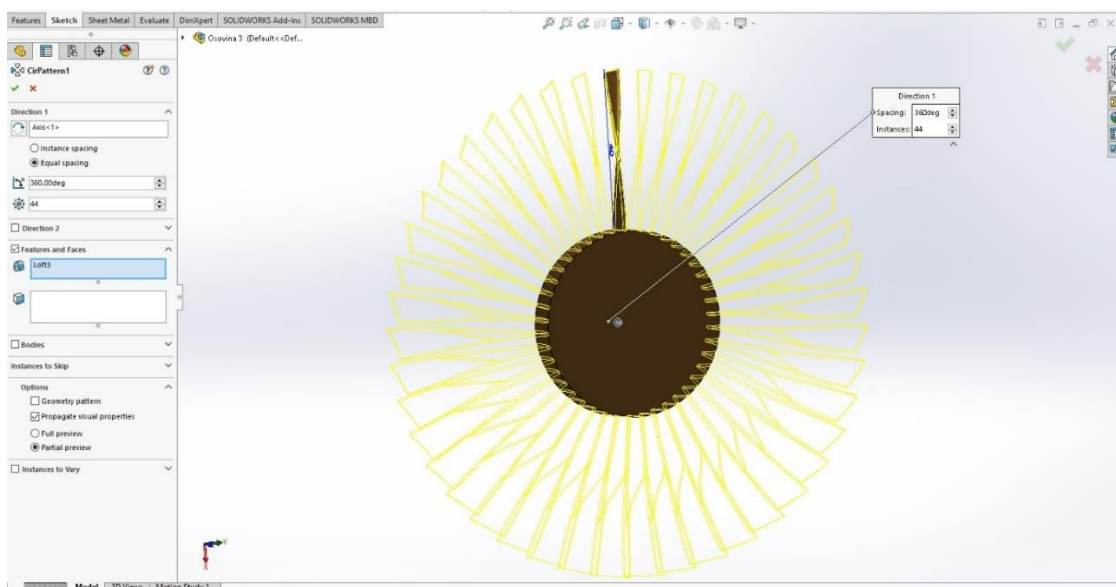 Features Sketch Sheet Metal Evaluate DimXpert SOLIDWORKS Add-Ins SOLIDWORKS MBD
Osovina 3 (Default<<Def...
CirPattern1
Direction 1
Axis<1>
Instance spacing
Equal spacing
360.00deg
44
Direction 2
Features and Faces
Loft3
Bodies
Instances to Skip
Options
Geometry pattern
Propagate visual properties
Full preview
Partial preview
Instances to Vary
40
Direction 1
Spacing: 360deg
Instances: 44
Y
X
Model 3D Views Motion Study 1